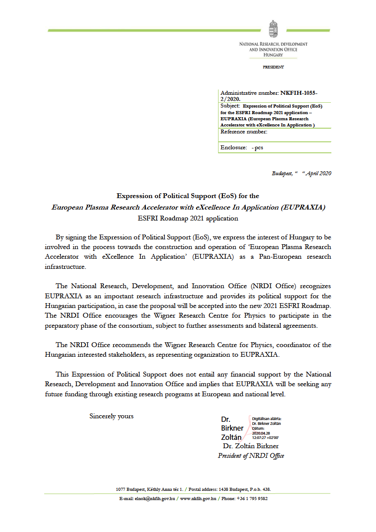 NATIONAL RESEARCH, DEVELOPMENT
AND INNOVATION OFFICE
HUNGARY
PRESIDENT
Administrative number: NKFIH-1055-
2/2020.
Subject: Expression of Political Support (EoS)
for the ESFRI Roadmap 2021 application –
EUPRAXIA (European Plasma Research
Accelerator with eXcellence In Application )
Reference number:
Enclosure: - pcs
Budapest, “ “ April 2020
Expression of Political Support (EoS) for the
European Plasma Research Accelerator with eXcellence In Application (EUPRAXIA)
ESFRI Roadmap 2021 application
By signing the Expression of Political Support (EoS), we express the interest of Hungary to be
involved in the process towards the construction and operation of ‘European Plasma Research
Accelerator with eXcellence In Application’ (EUPRAXIA) as a Pan-European research
infrastructure.
The National Research, Development, and Innovation Office (NRDI Office) recognizes
EUPRAXIA as an important research infrastructure and provides its political support for the
Hungarian participation, in case the proposal will be accepted into the new 2021 ESFRI Roadmap.
The NRDI Office encourages the Wigner Research Centre for Physics to participate in the
preparatory phase of the consortium, subject to further assessments and bilateral agreements.
The NRDI Office recommends the Wigner Research Centre for Physics, coordinator of the
Hungarian interested stakeholders, as representing organization to EUPRAXIA.
This Expression of Political Support does not entail any financial support by the National
Research, Development and Innovation Office and implies that EUPRAXIA will be seeking any
future funding through existing research programs at European and national level.
Sincerely yours
Dr.
Birkner
Zoltán
Digitálisan aláírta:
Dr. Birkner Zoltán
Dátum:
2020.04.28
12:07:27 +02'00'
Dr. Zoltán Birkner
President of NRDI Office
1077 Budapest, Kéthly Anna tér 1. / Postal address: 1438 Budapest, P.o.b. 438.
E-mail: elnok@nkfih.gov.hu / www.nkfih.gov.hu / Phone: +36 1 795 9582